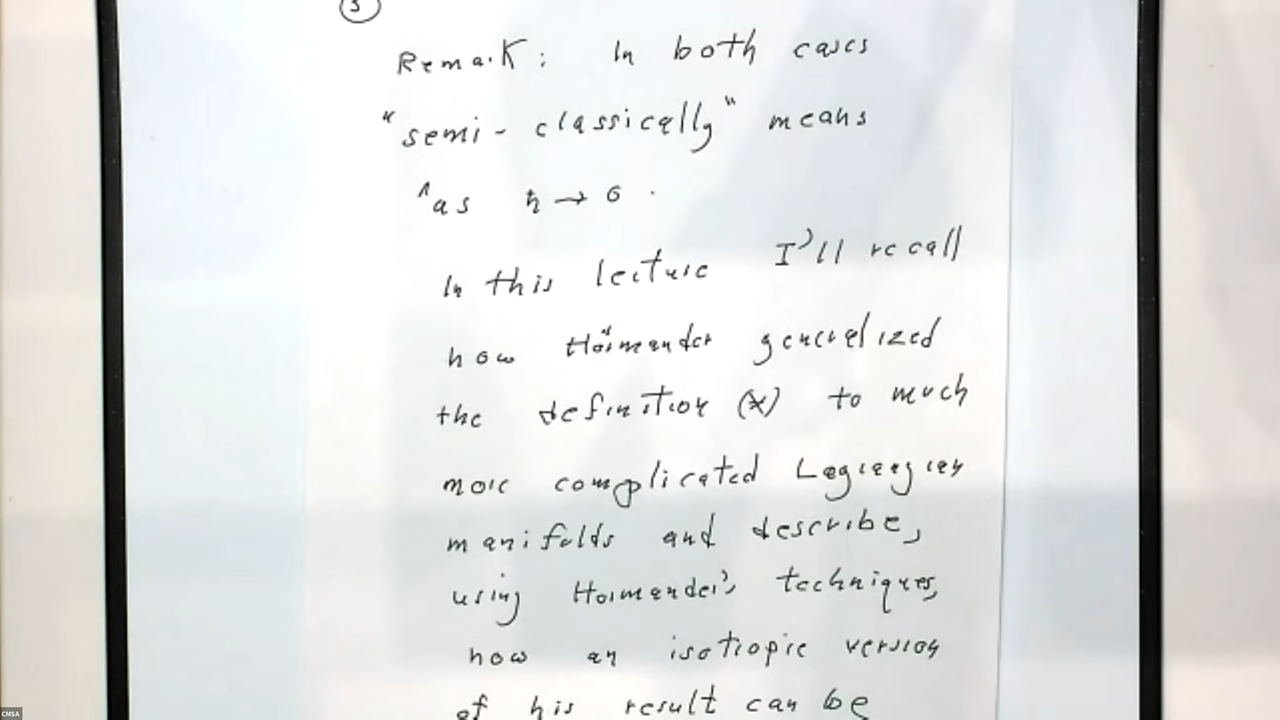 ③
Remark: In both cases
"semi-classically" means
"as ħ → 0.
In this lecture I'll recall
how Hörmander generalized
the definition (*) to much
more complicated Lagrangian
manifolds and describe,
using Hormander's techniques,
how an isotropic version
of his result can be
CMSA